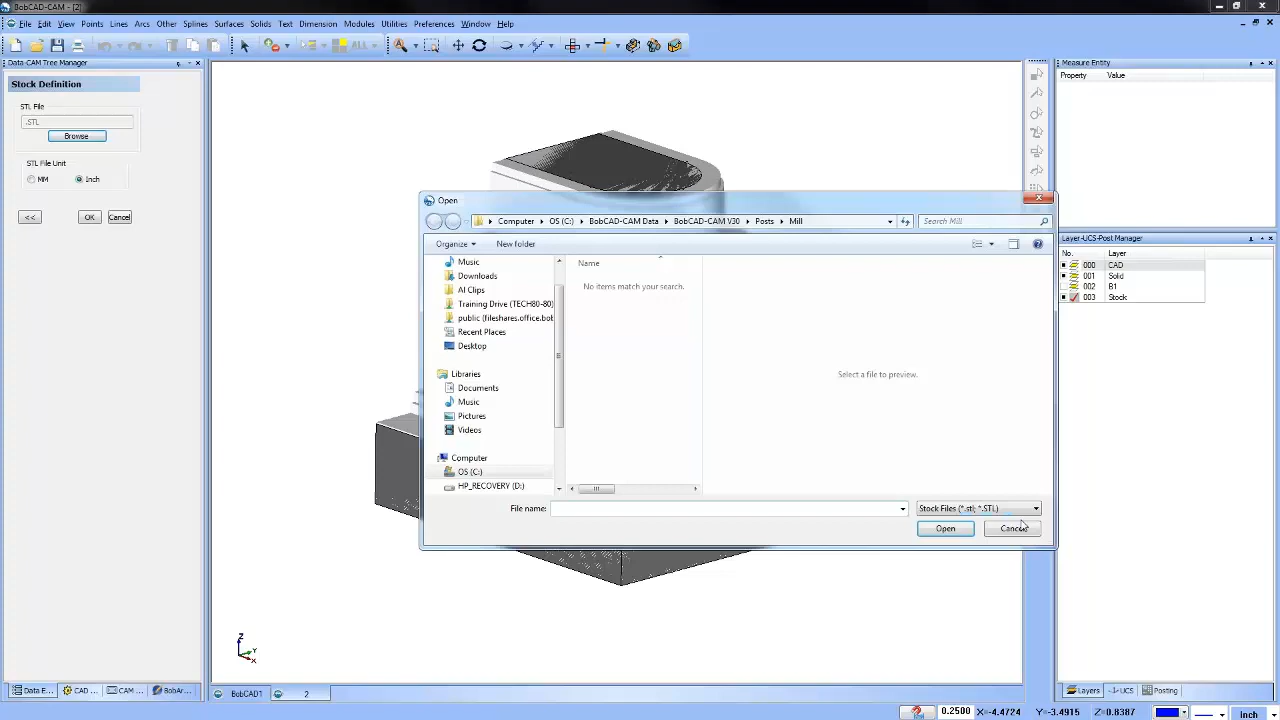 BobCAD-CAM - [2]
File Edit View Points Lines Arcs Other Splines Surfaces Solids Text Dimension Modules Utilities Preferences Window Help
ALL
Data-CAM Tree Manager
Stock Definition
STL File
.STL
Browse
STL File Unit
MM Inch
<< OK Cancel
Open
Computer OS (C:) BobCAD-CAM Data BobCAD-CAM V30 Posts Mill
Search Mill
Organize New folder
Music
Downloads
AI Clips
Training Drive (TECH80-80)
public (fileshares.office.bob
Recent Places
Desktop
Libraries
Documents
Music
Pictures
Videos
Computer
OS (C:)
HP_RECOVERY (D:)
Name
No items match your search.
Select a file to preview.
File name:
Stock Files (*.stl; *.STL)
Open Cancel
Measure Entity
Property Value
Layer-UCS-Post Manager
No. Layer
000 CAD
001 Solid
002 B1
003 Stock
Z
Y
X
Data E... CAD ... CAM ... BobAr...
BobCAD1 2
Layers UCS Posting
0.2500 X=-4.4724 Y=-3.4915 Z=0.8387 Inch